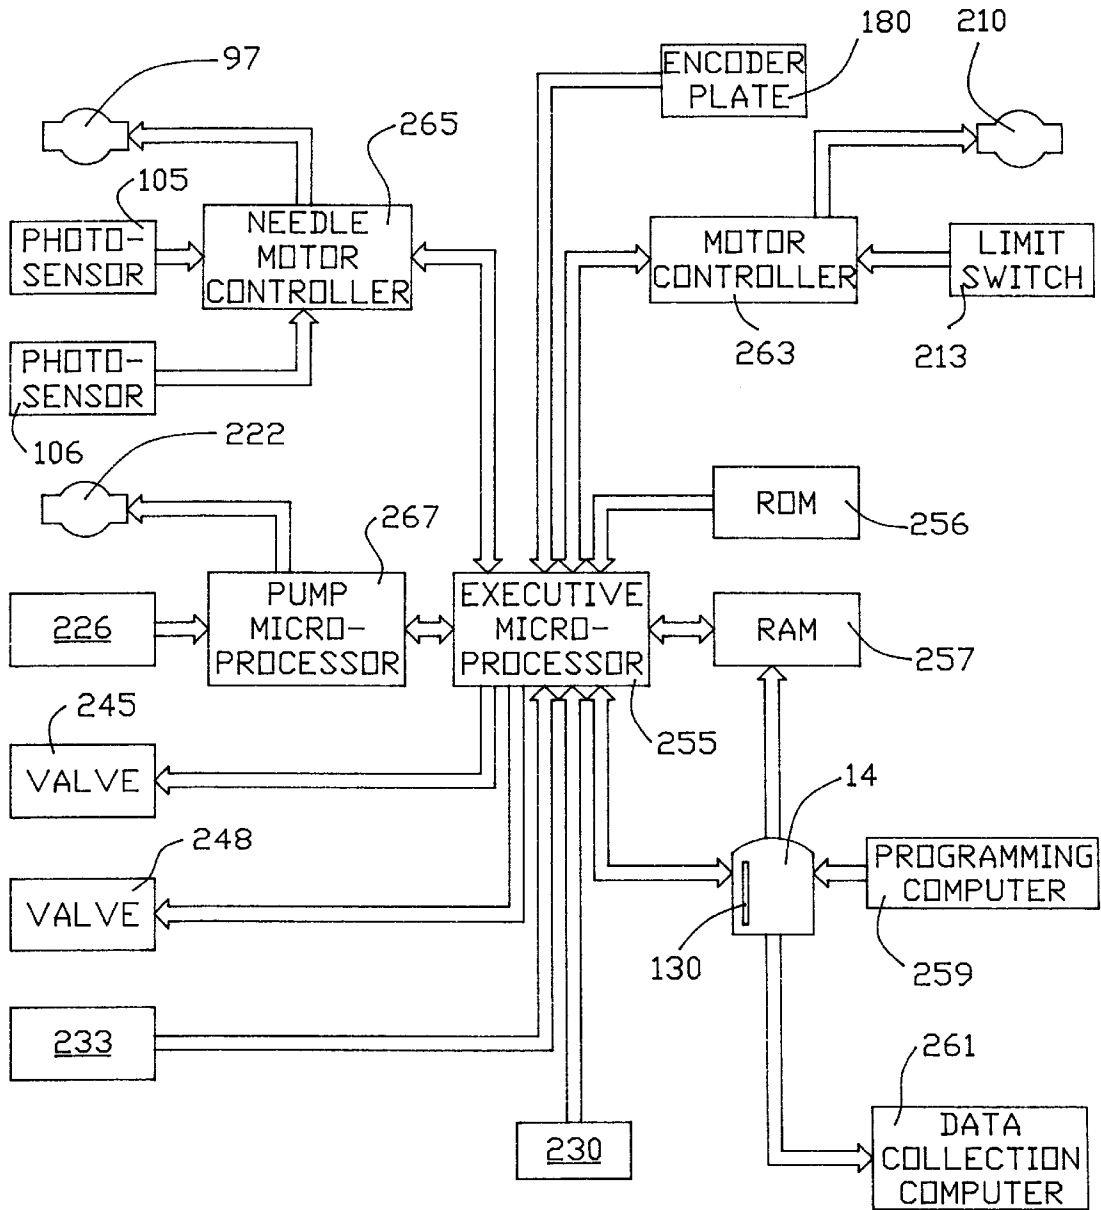 97
105
PHOTO-
SENSOR
PHOTO-
SENSOR
106
265
NEEDLE
MOTOR
CONTROLLER
ENCODER
PLATE
180
210
MOTOR
CONTROLLER
263
LIMIT
SWITCH
213
222
267
226
PUMP
MICRO-
PROCESSOR
EXECUTIVE
MICRO-
PROCESSOR
255
ROM
256
RAM
257
245
VALVE
248
VALVE
233
230
14
130
PROGRAMMING
COMPUTER
259
261
DATA
COLLECTION
COMPUTER